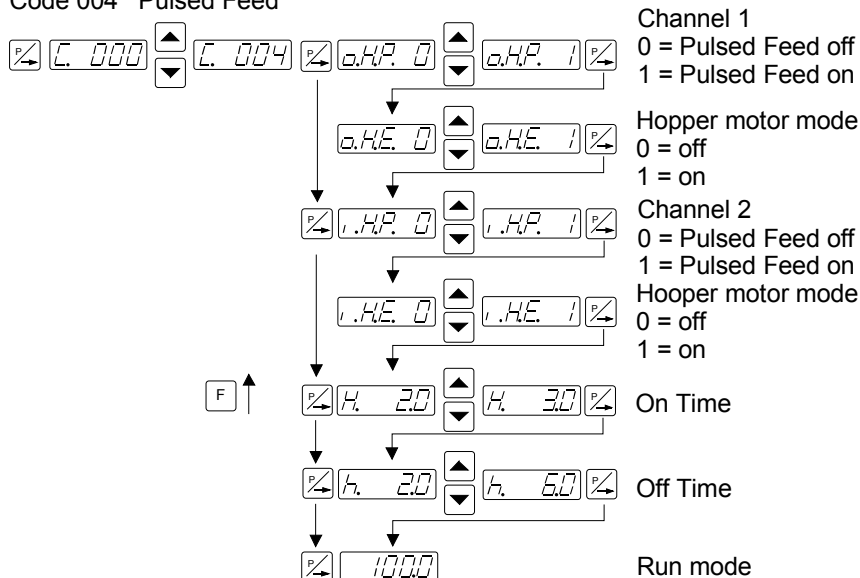 Code 004 Pulsed Feed
P C. 000 C. 004 P o.H.P. 0 o.H.P. 1 P
Channel 1
0 = Pulsed Feed off
1 = Pulsed Feed on
o.H.E. 0 o.H.E. 1 P
Hopper motor mode
0 = off
1 = on
P i.H.P. 0 i.H.P. 1 P
Channel 2
0 = Pulsed Feed off
1 = Pulsed Feed on
i.H.E. 0 i.H.E. 1 P
Hooper motor mode
0 = off
1 = on
F P H. 2.0 H. 3.0 P On Time
P h. 2.0 h. 6.0 P Off Time
P 100.0 Run mode